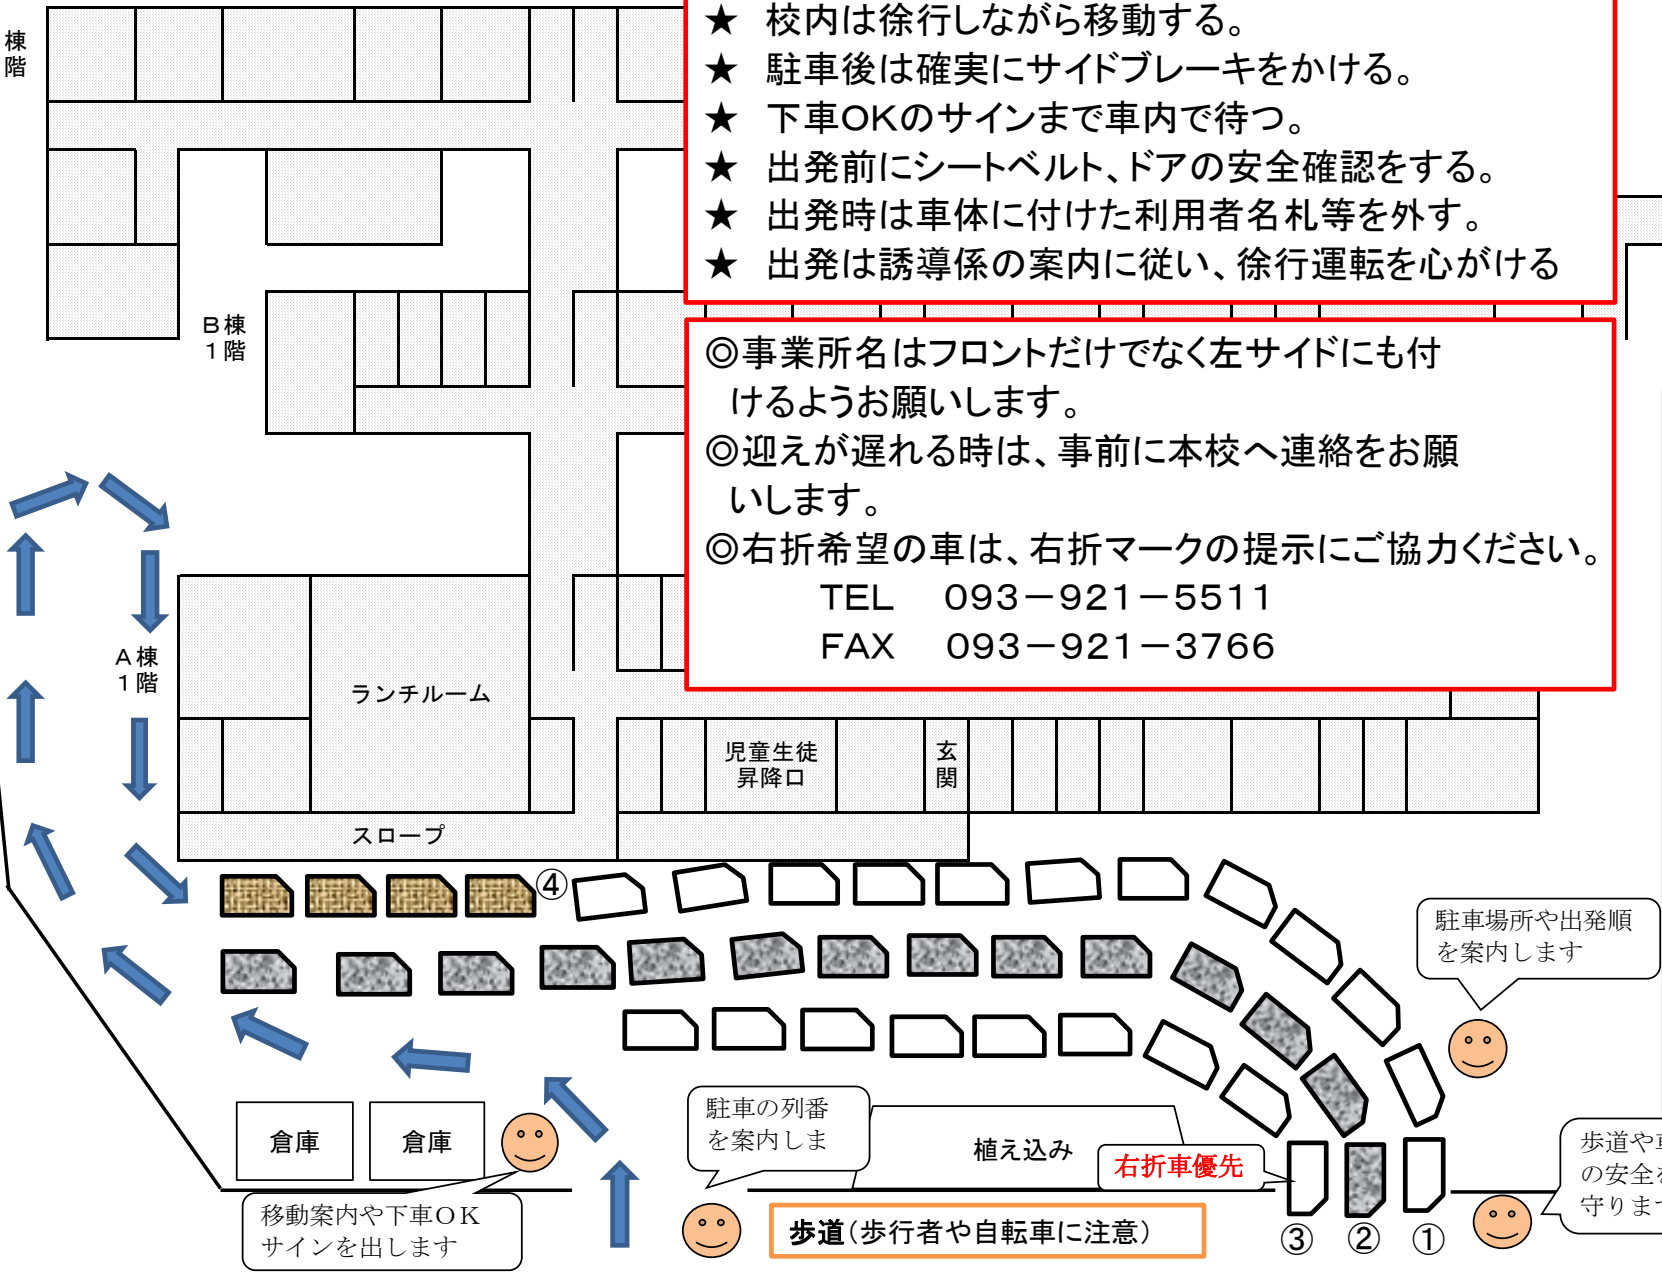 棟
階
★　校内は徐行しながら移動する。
★　駐車後は確実にサイドブレーキをかける。
★　下車OKのサインまで車内で待つ。
★　出発前にシートベルト、ドアの安全確認をする。
★　出発時は車体に付けた利用者名札等を外す。
★　出発は誘導係の案内に従い、徐行運転を心がける
B棟
1階
◎事業所名はフロントだけでなく左サイドにも付
けるようお願いします。
◎迎えが遅れる時は、事前に本校へ連絡をお願
いします。
◎右折希望の車は、右折マークの提示にご協力ください。
TEL　093－921－5511
FAX　093－921－3766
A棟
1階
ランチルーム
児童生徒
昇降口
玄
関
スロープ
④
駐車場所や出発順
を案内します
倉庫
倉庫
駐車の列番
を案内しま
植え込み
右折車優先
歩道や車
の安全を
守ります
移動案内や下車OK
サインを出します
歩道(歩行者や自転車に注意)
③
②
①